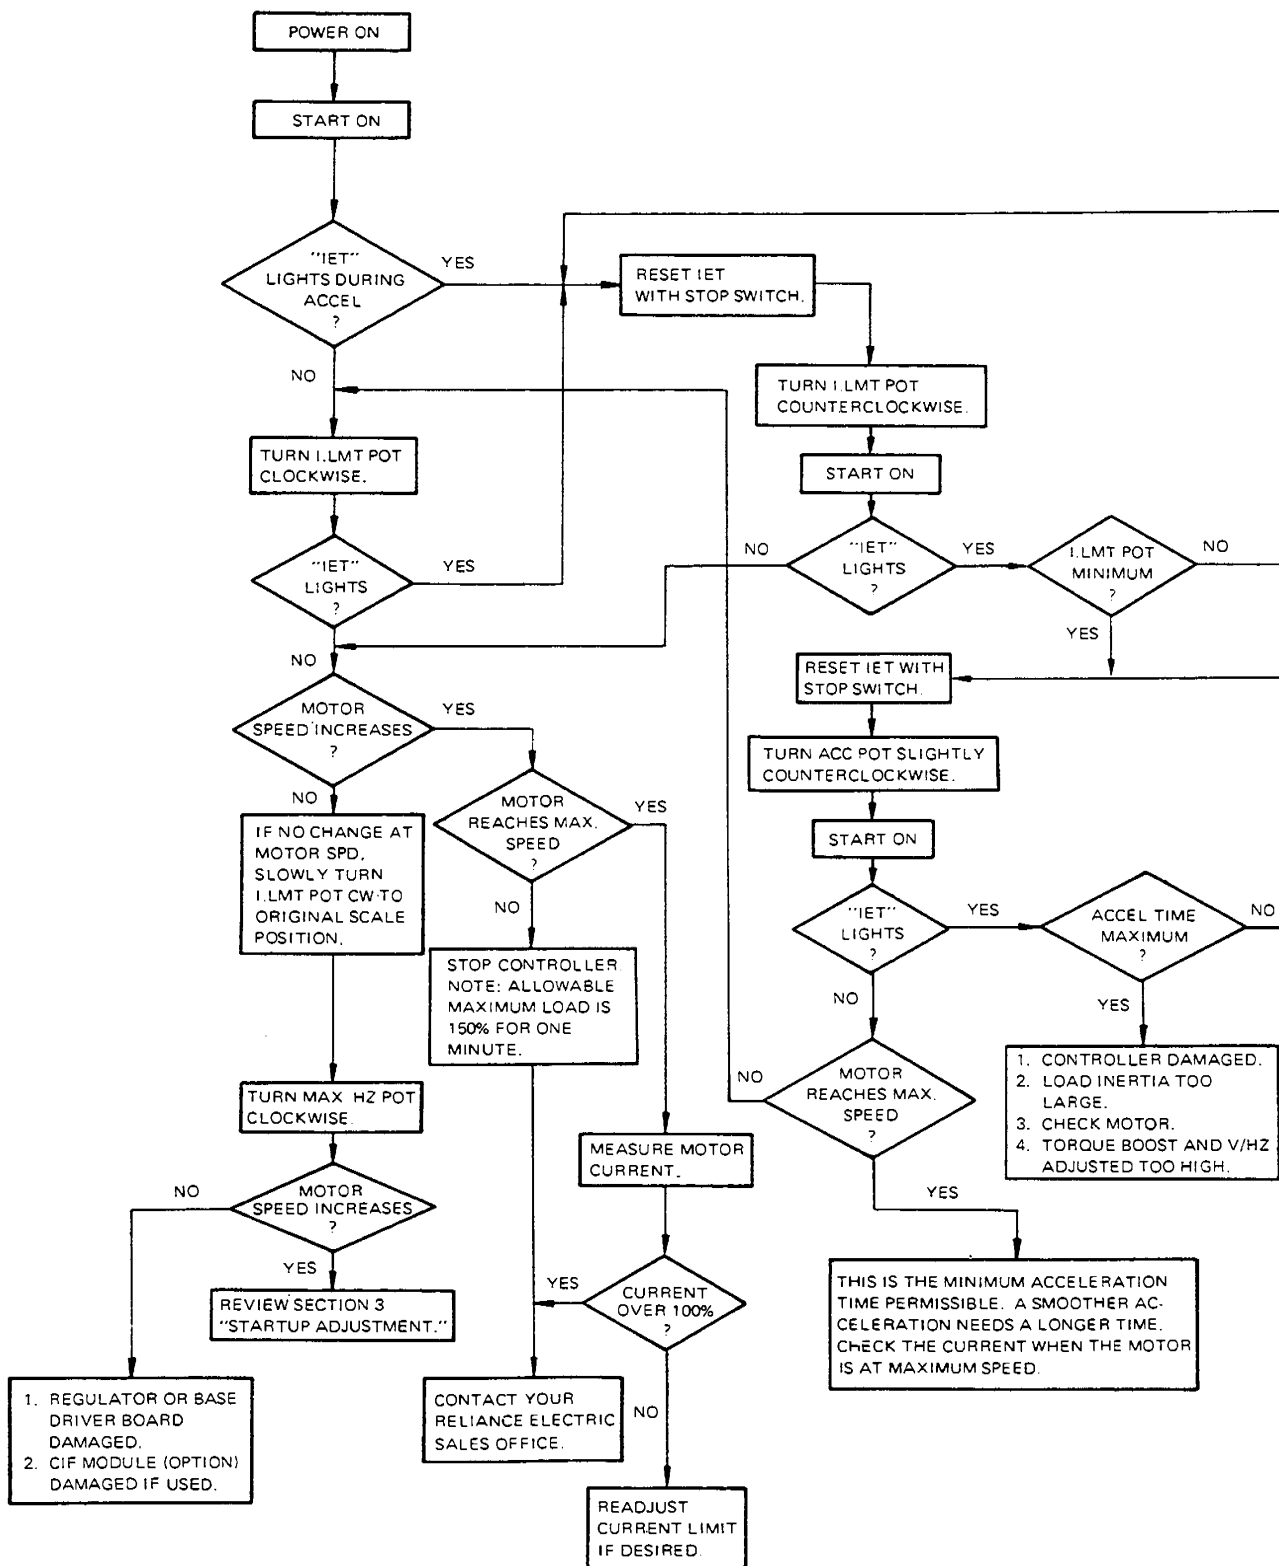 POWER ON
START ON
"IET"
LIGHTS DURING
ACCEL
?
YES
NO
RESET IET
WITH STOP SWITCH.
TURN I.LMT POT
COUNTERCLOCKWISE.
START ON
TURN I.LMT POT
CLOCKWISE.
"IET"
LIGHTS
?
YES
NO
"IET"
LIGHTS
?
NO
YES
I.LMT POT
MINIMUM
?
NO
YES
RESET IET WITH
STOP SWITCH.
TURN ACC POT SLIGHTLY
COUNTERCLOCKWISE.
START ON
MOTOR
SPEED INCREASES
?
YES
NO
MOTOR
REACHES MAX.
SPEED
?
YES
NO
IF NO CHANGE AT
MOTOR SPD,
SLOWLY TURN
I.LMT POT CW TO
ORIGINAL SCALE
POSITION.
STOP CONTROLLER
NOTE: ALLOWABLE
MAXIMUM LOAD IS
150% FOR ONE
MINUTE.
"IET"
LIGHTS
?
YES
NO
ACCEL TIME
MAXIMUM
?
NO
YES
1. CONTROLLER DAMAGED.
2. LOAD INERTIA TOO
LARGE.
3. CHECK MOTOR.
4. TORQUE BOOST AND V/HZ
ADJUSTED TOO HIGH.
MOTOR
REACHES MAX.
SPEED
?
NO
YES
TURN MAX HZ POT
CLOCKWISE.
MEASURE MOTOR
CURRENT.
MOTOR
SPEED INCREASES
?
NO
YES
REVIEW SECTION 3
"STARTUP ADJUSTMENT."
CURRENT
OVER 100%
?
YES
NO
THIS IS THE MINIMUM ACCELERATION
TIME PERMISSIBLE. A SMOOTHER AC-
CELERATION NEEDS A LONGER TIME.
CHECK THE CURRENT WHEN THE MOTOR
IS AT MAXIMUM SPEED.
1. REGULATOR OR BASE
DRIVER BOARD
DAMAGED.
2. CIF MODULE (OPTION)
DAMAGED IF USED.
CONTACT YOUR
RELIANCE ELECTRIC
SALES OFFICE.
READJUST
CURRENT LIMIT
IF DESIRED.